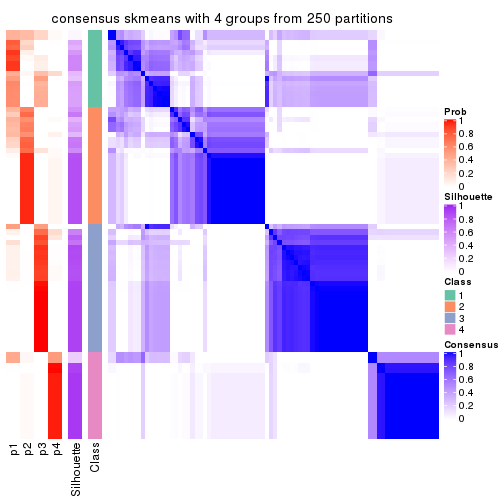 consensus skmeans with 4 groups from 250 partitions
Prob
1
0.8
0.6
0.4
0.2
0
Silhouette
0.8
0.6
0.4
0.2
0
Class
1
2
3
4
Consensus
1
0.8
0.6
0.4
0.2
0
p1
p2
p3
p4
Silhouette
Class